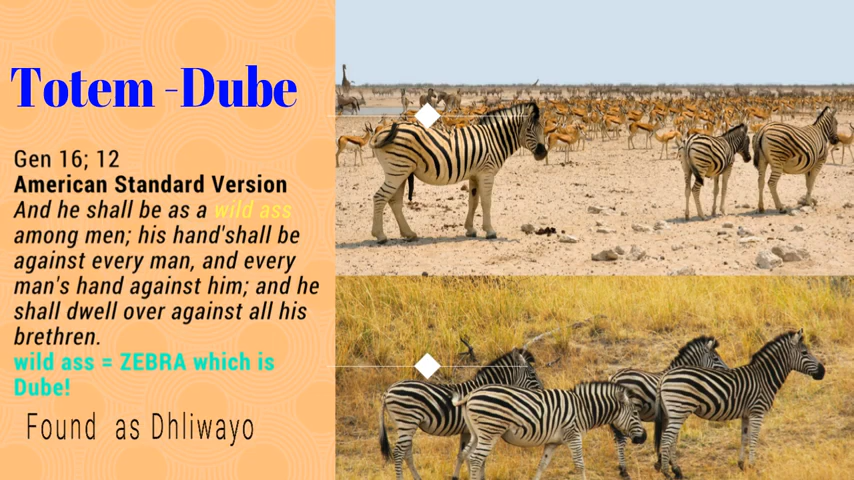 Totem -Dube
Gen 16; 12
American Standard Version
And he shall be as a wild ass
among men; his hand'shall be
against every man, and every
man's hand against him; and he
shall dwell over against all his
brethren.
wild ass = ZEBRA which is
Dube!
Found as Dhliwayo